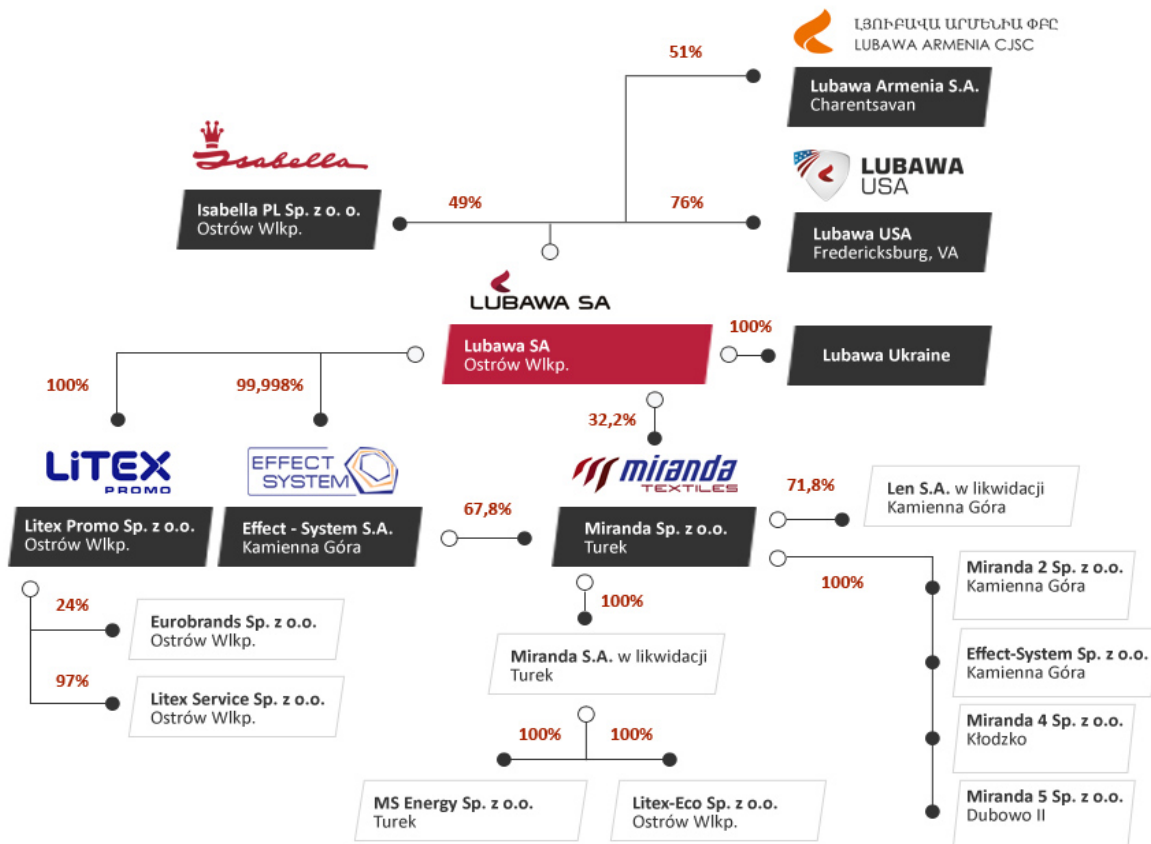 ԼՅՈՒԲԱՎԱ ԱՐՄԵՆԻԱ ՓԲԸ
LUBAWA ARMENIA CJSC
51%
Lubawa Armenia S.A.
Charentsavan
Isabella
LUBAWA
USA
Isabella PL Sp. z o. o.
Ostrów Wlkp.
49%
76%
Lubawa USA
Fredericksburg, VA
LUBAWA SA
Lubawa SA
Ostrów Wlkp.
100%
Lubawa Ukraine
100%
99,998%
32,2%
LiTEX
PROMO
EFFECT
SYSTEM
miranda
TEXTILES
71,8%
Len S.A. w likwidacji
Kamienna Góra
Litex Promo Sp. z o.o.
Ostrów Wlkp.
Effect - System S.A.
Kamienna Góra
67,8%
Miranda Sp. z o.o.
Turek
100%
Miranda 2 Sp. z o.o.
Kamienna Góra
24%
Eurobrands Sp. z o.o.
Ostrów Wlkp.
100%
Miranda S.A. w likwidacji
Turek
Effect-System Sp. z o.o.
Kamienna Góra
97%
Litex Service Sp. z o.o.
Ostrów Wlkp.
Miranda 4 Sp. z o.o.
Kłodzko
100%
100%
MS Energy Sp. z o.o.
Turek
Litex-Eco Sp. z o.o.
Ostrów Wlkp.
Miranda 5 Sp. z o.o.
Dubowo II